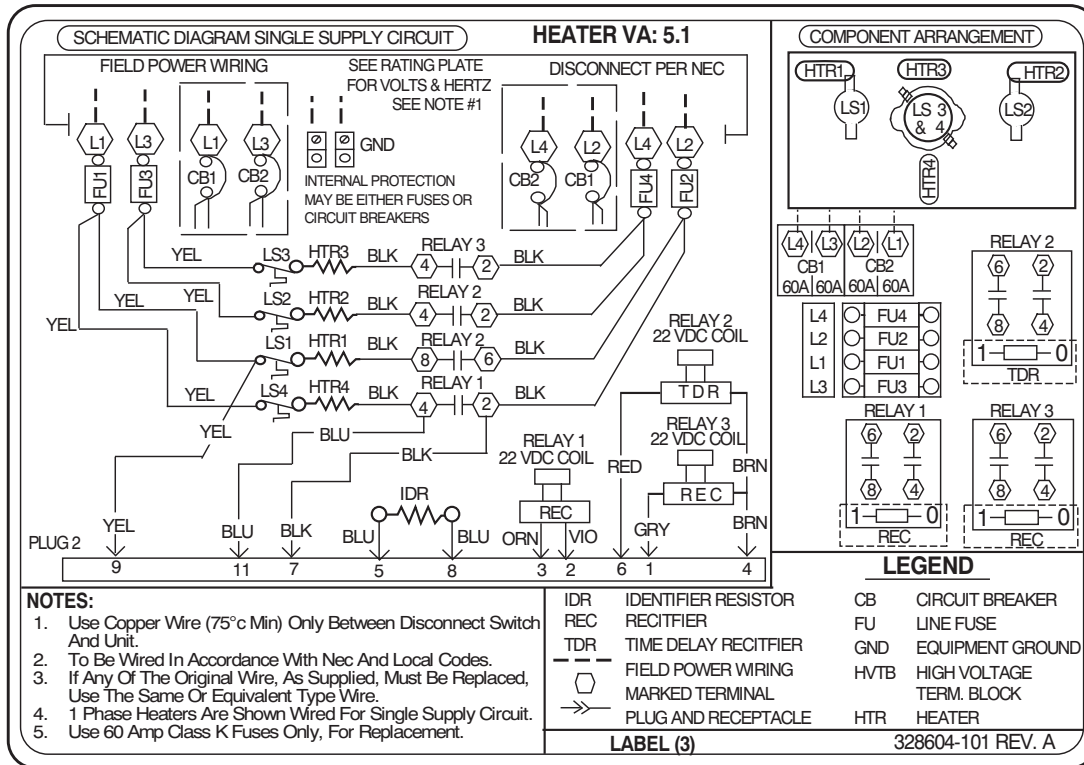 SCHEMATIC DIAGRAM SINGLE SUPPLY CIRCUIT
HEATER VA: 5.1
FIELD POWER WIRING
SEE RATING PLATE
FOR VOLTS & HERTZ
SEE NOTE #1
DISCONNECT PER NEC
L1
L3
L1
L3
GND
L4
L2
L4
L2
FU1
FU3
CB1
CB2
CB2
CB1
FU4
FU2
INTERNAL PROTECTION
MAY BE EITHER FUSES OR
CIRCUIT BREAKERS
YEL
LS3
HTR3
BLK
RELAY 3
4
2
BLK
YEL
LS2
HTR2
BLK
RELAY 2
4
2
BLK
YEL
YEL
LS1
HTR1
BLK
RELAY 2
8
6
BLK
YEL
LS4
HTR4
BLK
RELAY 1
4
2
BLK
YEL
BLU
BLK
RELAY 2
22 VDC COIL
TDR
RELAY 3
22 VDC COIL
REC
RELAY 1
22 VDC COIL
REC
RED
BRN
IDR
GRY
BRN
YEL
BLU
BLK
BLU
BLU
ORN
VIO
PLUG 2
9
11
7
5
8
3
2
6
1
4
COMPONENT ARRANGEMENT
HTR1
HTR3
HTR2
LS1
LS 3
& 4
LS2
HTR4
L4
L3
L2
L1
CB1
CB2
60A
60A
60A
60A
L4
FU4
L2
FU2
L1
FU1
L3
FU3
RELAY 2
6
2
8
4
1
0
TDR
RELAY 1
6
2
8
4
1
0
REC
RELAY 3
6
2
8
4
1
0
REC
NOTES:
1. Use Copper Wire (75°c Min) Only Between Disconnect Switch
And Unit.
2. To Be Wired In Accordance With Nec And Local Codes.
3. If Any Of The Original Wire, As Supplied, Must Be Replaced,
Use The Same Or Equivalent Type Wire.
4. 1 Phase Heaters Are Shown Wired For Single Supply Circuit.
5. Use 60 Amp Class K Fuses Only, For Replacement.
LEGEND
IDR IDENTIFIER RESISTOR
REC RECITFIER
TDR TIME DELAY RECTIFIER
FIELD POWER WIRING
MARKED TERMINAL
PLUG AND RECEPTACLE
CB CIRCUIT BREAKER
FU LINE FUSE
GND EQUIPMENT GROUND
HVTB HIGH VOLTAGE
TERM. BLOCK
HTR HEATER
LABEL (3)
328604-101 REV. A